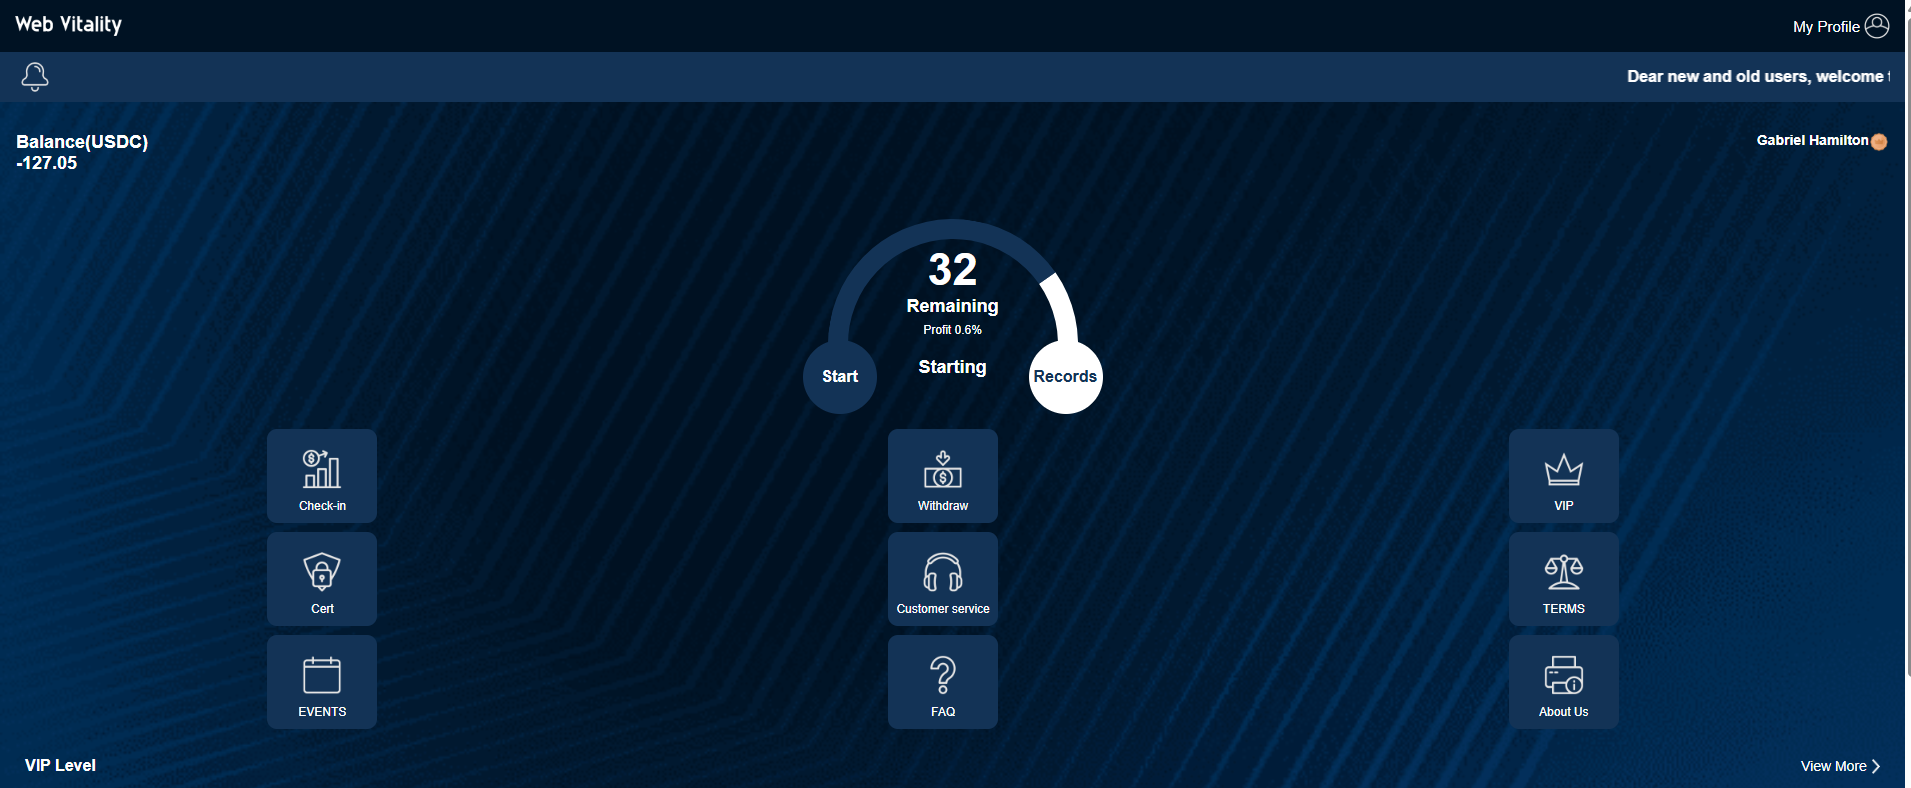 Web Vitality
My Profile
Dear new and old users, welcome
Balance(USDC)
-127.05
Gabriel Hamilton
32
Remaining
Profit 0.6%
Starting
Start
Records
Check-in
Withdraw
VIP
Cert
Customer service
TERMS
EVENTS
FAQ
About Us
VIP Level
View More